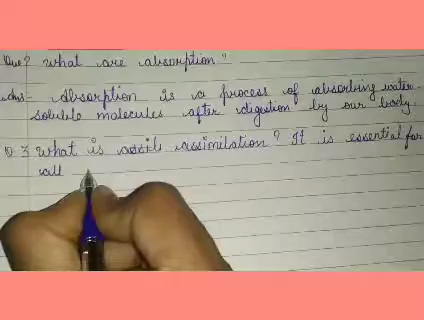 Que 2 what are absorption?
Ans- Absorption is a process of absorbing water-
soluble molecules after digestion by our body.
Q 3 What is assimilation? It is essential for
all